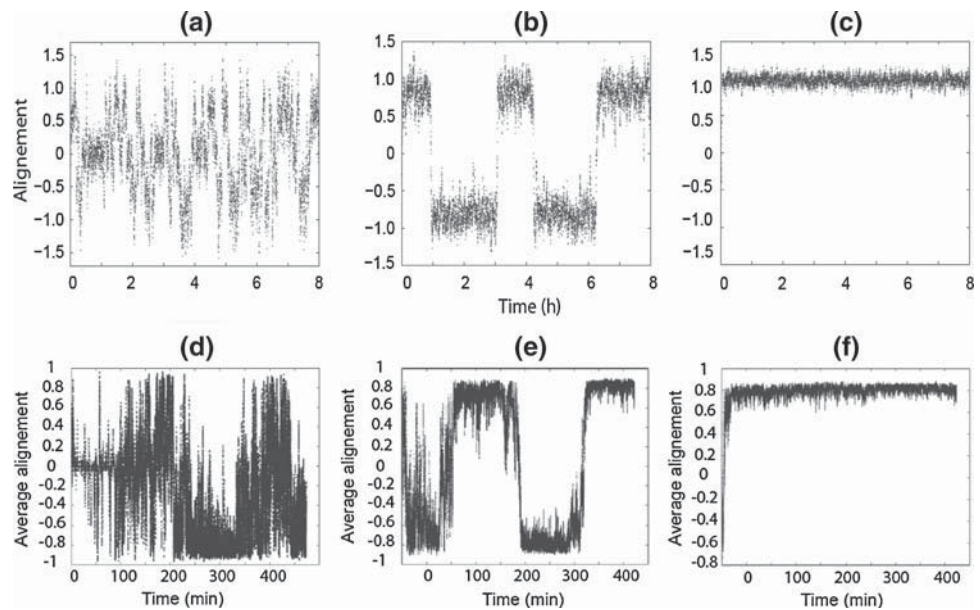 (a) (b) (c)
1.5 1.5 1.5
1.0 1.0 1.0
0.5 0.5 0.5
0 0 0
−0.5 −0.5 −0.5
−1.0 −1.0 −1.0
−1.5 −1.5 −1.5
Alignement
0 2 4 6 8 0 2 4 6 8 0 2 4 6 8
Time (h)
(d) (e) (f)
1 1 1
0.8 0.8 0.8
0.6 0.6 0.6
0.4 0.4 0.4
0.2 0.2 0.2
0 0 0
-0.2 -0.2 -0.2
-0.4 -0.4 -0.4
-0.6 -0.6 -0.6
-0.8 -0.8 -0.8
-1 -1
Average alignement Average alignement Average alignement
0 100 200 300 400 0 100 200 300 400 0 100 200 300 400
Time (min) Time (min) Time (min)